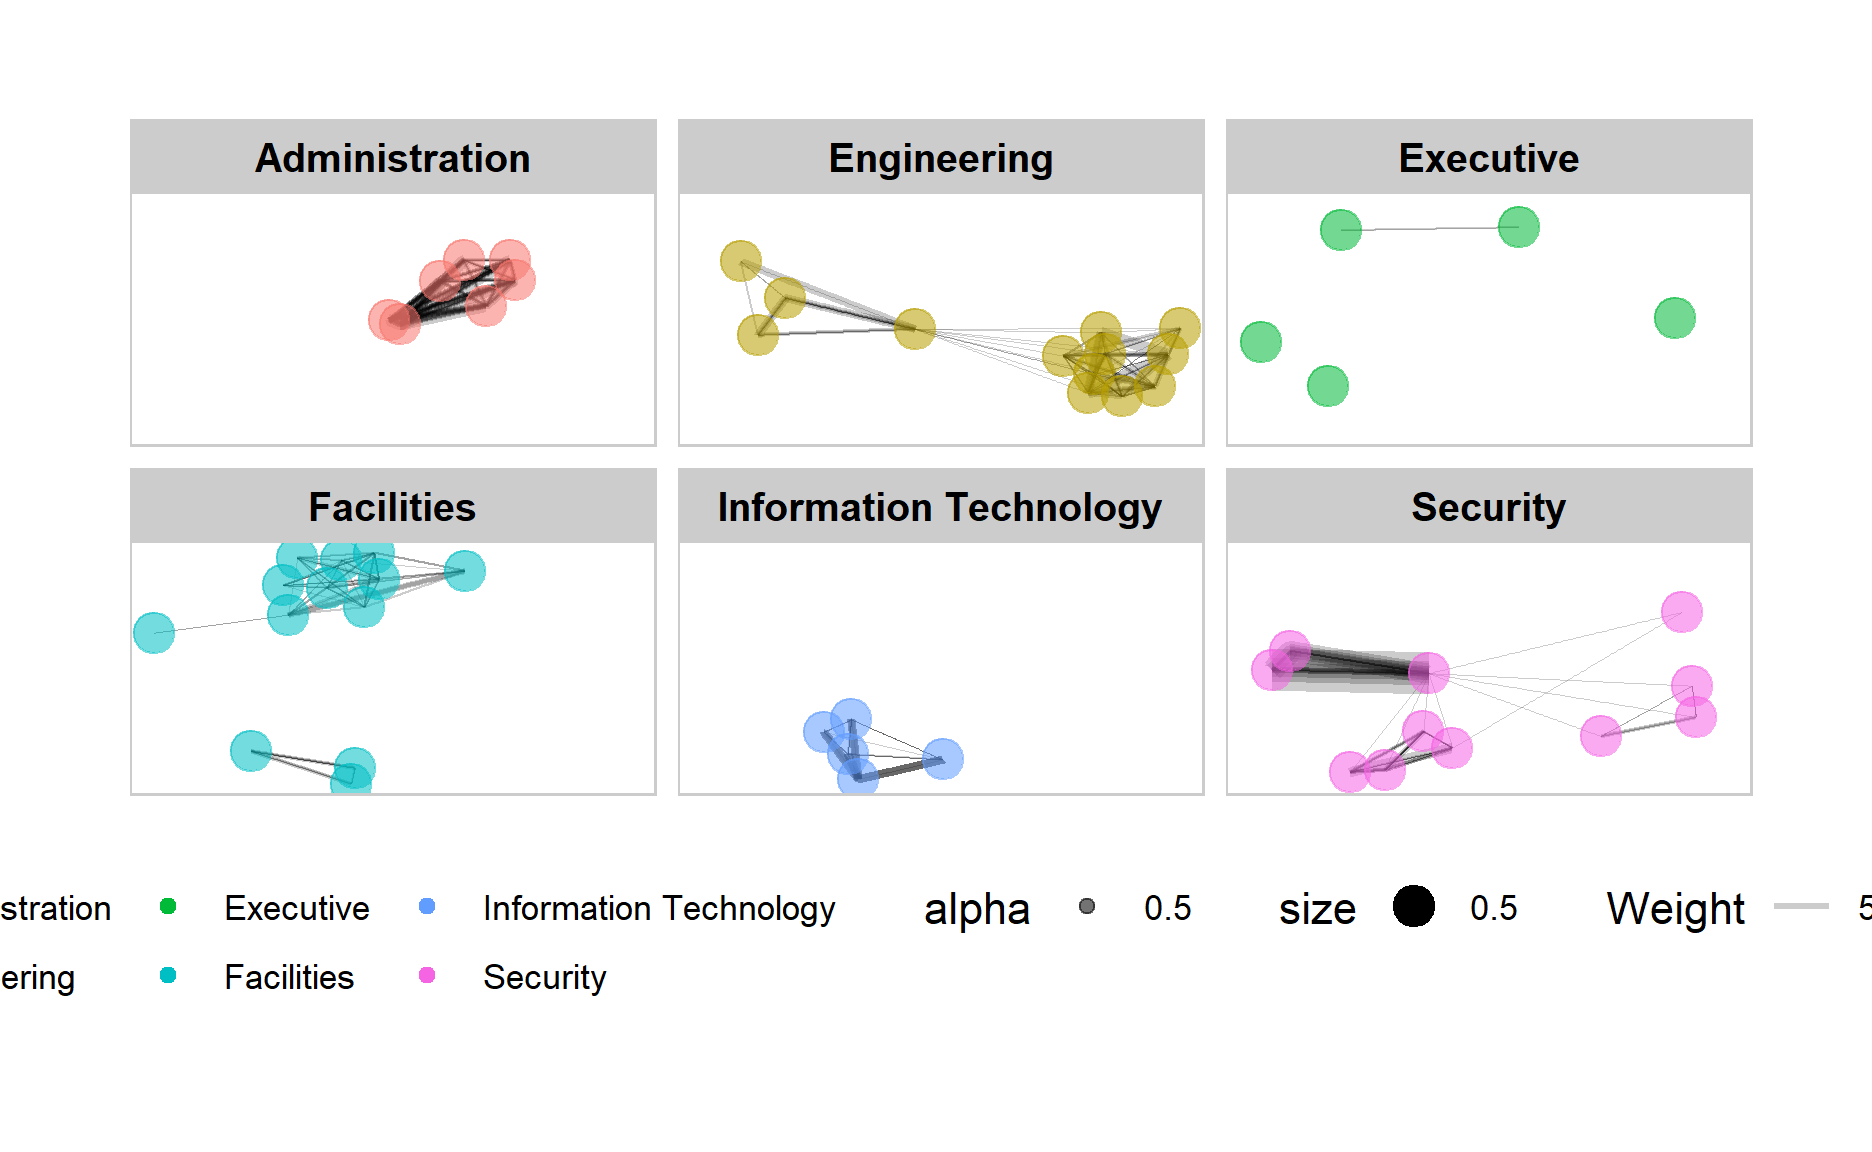 Administration Engineering Executive
Facilities Information Technology Security
stration Executive Information Technology alpha 0.5 size 0.5 Weight 5
ering Facilities Security